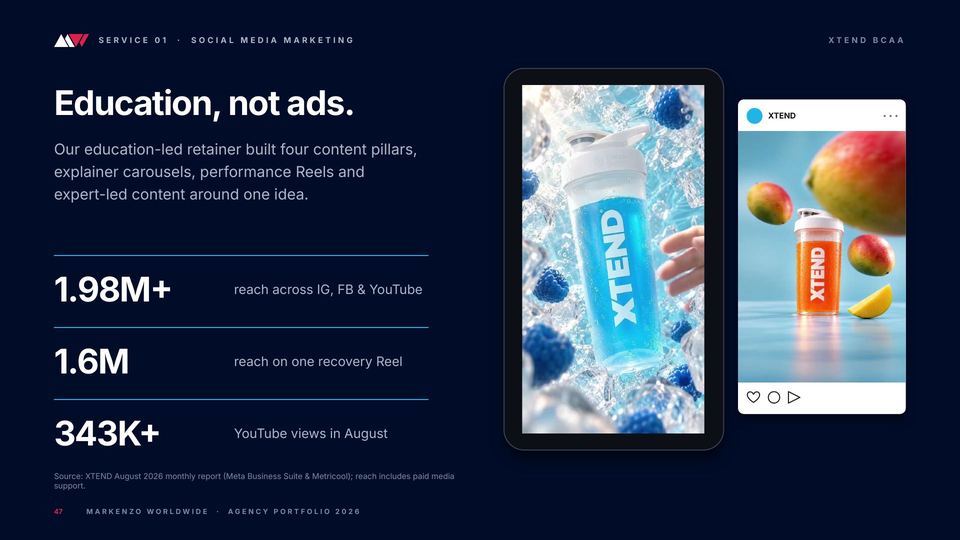 SERVICE 01 · SOCIAL MEDIA MARKETING
XTEND BCAA
Education, not ads.
Our education-led retainer built four content pillars,
explainer carousels, performance Reels and
expert-led content around one idea.
1.98M+ reach across IG, FB & YouTube
1.6M reach on one recovery Reel
343K+ YouTube views in August
Source: XTEND August 2026 monthly report (Meta Business Suite & Metricool); reach includes paid media
support.
XTEND
XTEND
XTEND
47 MARKENZO WORLDWIDE · AGENCY PORTFOLIO 2026